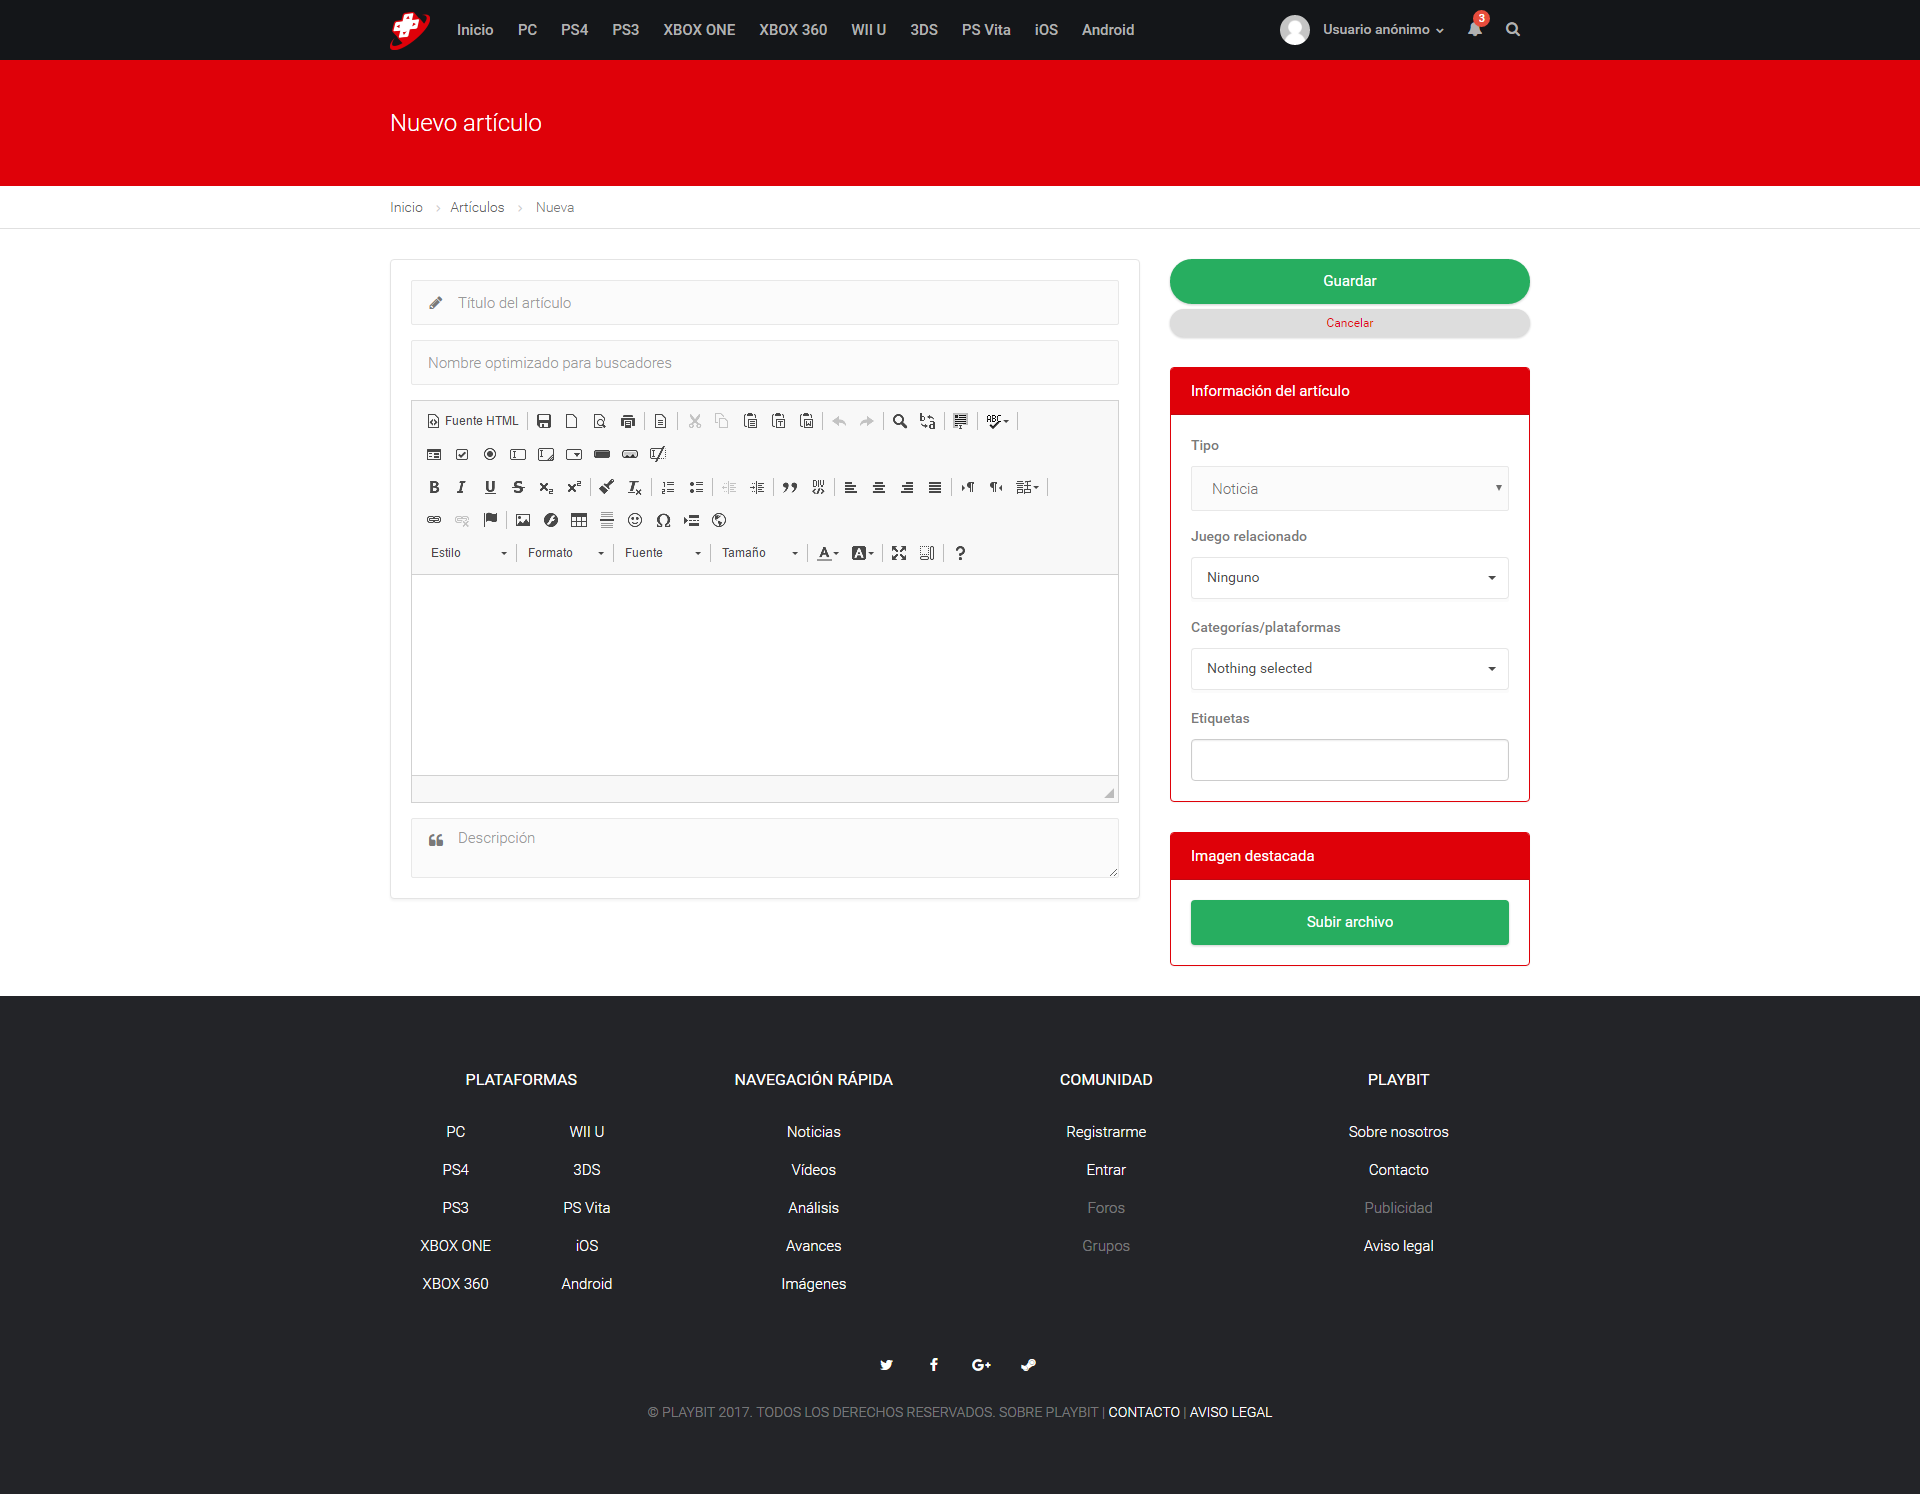 Inicio PC PS4 PS3 XBOX ONE XBOX 360 WII U 3DS PS Vita iOS Android Usuario anónimo 3
Nuevo artículo
Inicio Artículos Nueva
Título del artículo
Nombre optimizado para buscadores
Fuente HTML
Estilo Formato Fuente Tamaño
Descripción
Guardar
Cancelar
Información del artículo
Tipo
Noticia
Juego relacionado
Ninguno
Categorías/plataformas
Nothing selected
Etiquetas
Imagen destacada
Subir archivo
PLATAFORMAS
PC WII U
PS4 3DS
PS3 PS Vita
XBOX ONE iOS
XBOX 360 Android
NAVEGACIÓN RÁPIDA
Noticias
Vídeos
Análisis
Avances
Imágenes
COMUNIDAD
Registrarme
Entrar
Foros
Grupos
PLAYBIT
Sobre nosotros
Contacto
Publicidad
Aviso legal
© PLAYBIT 2017. TODOS LOS DERECHOS RESERVADOS. SOBRE PLAYBIT | CONTACTO | AVISO LEGAL